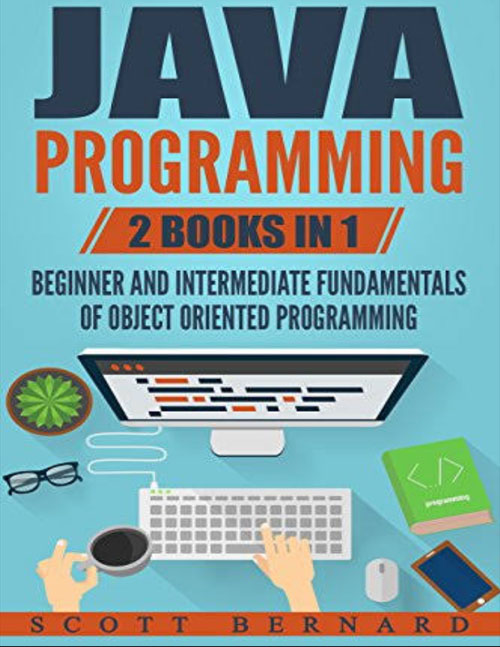 JAVA
PROGRAMMING
2 BOOKS IN 1
BEGINNER AND INTERMEDIATE FUNDAMENTALS
OF OBJECT ORIENTED PROGRAMMING
</>
programming
SCOTT BERNARD